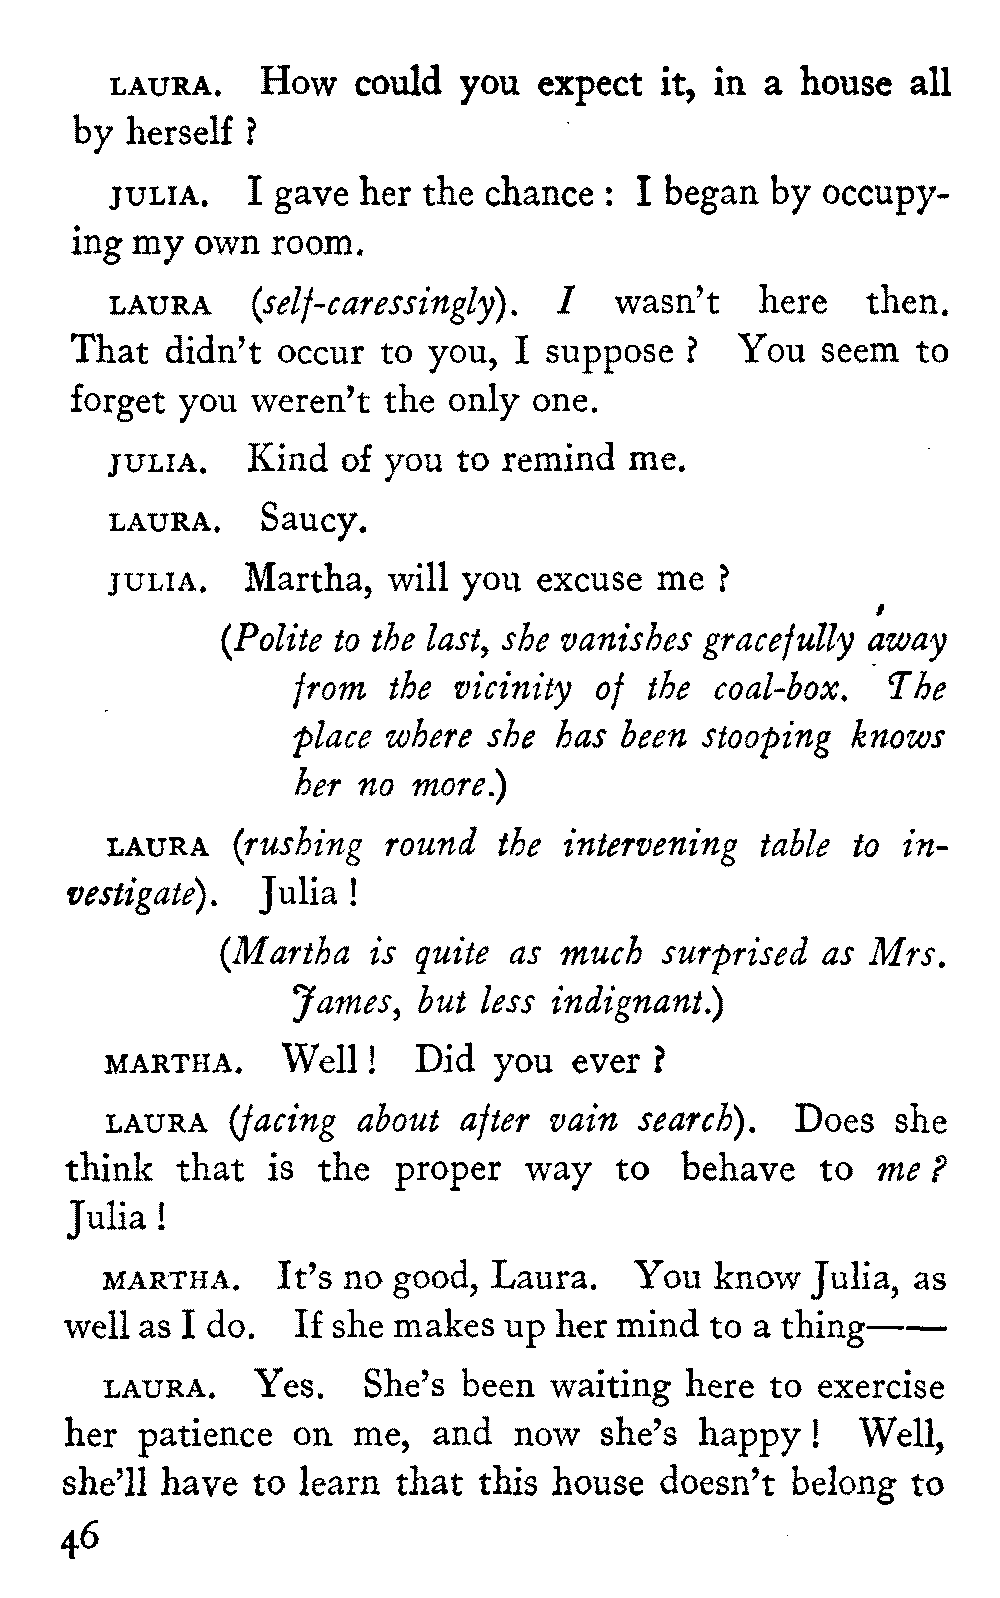 LAURA. How could you expect it, in a house all
by herself ?
JULIA. I gave her the chance : I began by occupy-
ing my own room.
LAURA (self-caressingly). I wasn't here then.
That didn't occur to you, I suppose ? You seem to
forget you weren't the only one.
JULIA. Kind of you to remind me.
LAURA. Saucy.
JULIA. Martha, will you excuse me ?
(Polite to the last, she vanishes gracefully away
from the vicinity of the coal-box. The
place where she has been stooping knows
her no more.)
LAURA (rushing round the intervening table to in-
vestigate). Julia !
(Martha is quite as much surprised as Mrs.
James, but less indignant.)
MARTHA. Well ! Did you ever ?
LAURA (facing about after vain search). Does she
think that is the proper way to behave to me ?
Julia !
MARTHA. It's no good, Laura. You know Julia, as
well as I do. If she makes up her mind to a thing——
LAURA. Yes. She's been waiting here to exercise
her patience on me, and now she's happy ! Well,
she'll have to learn that this house doesn't belong to
46